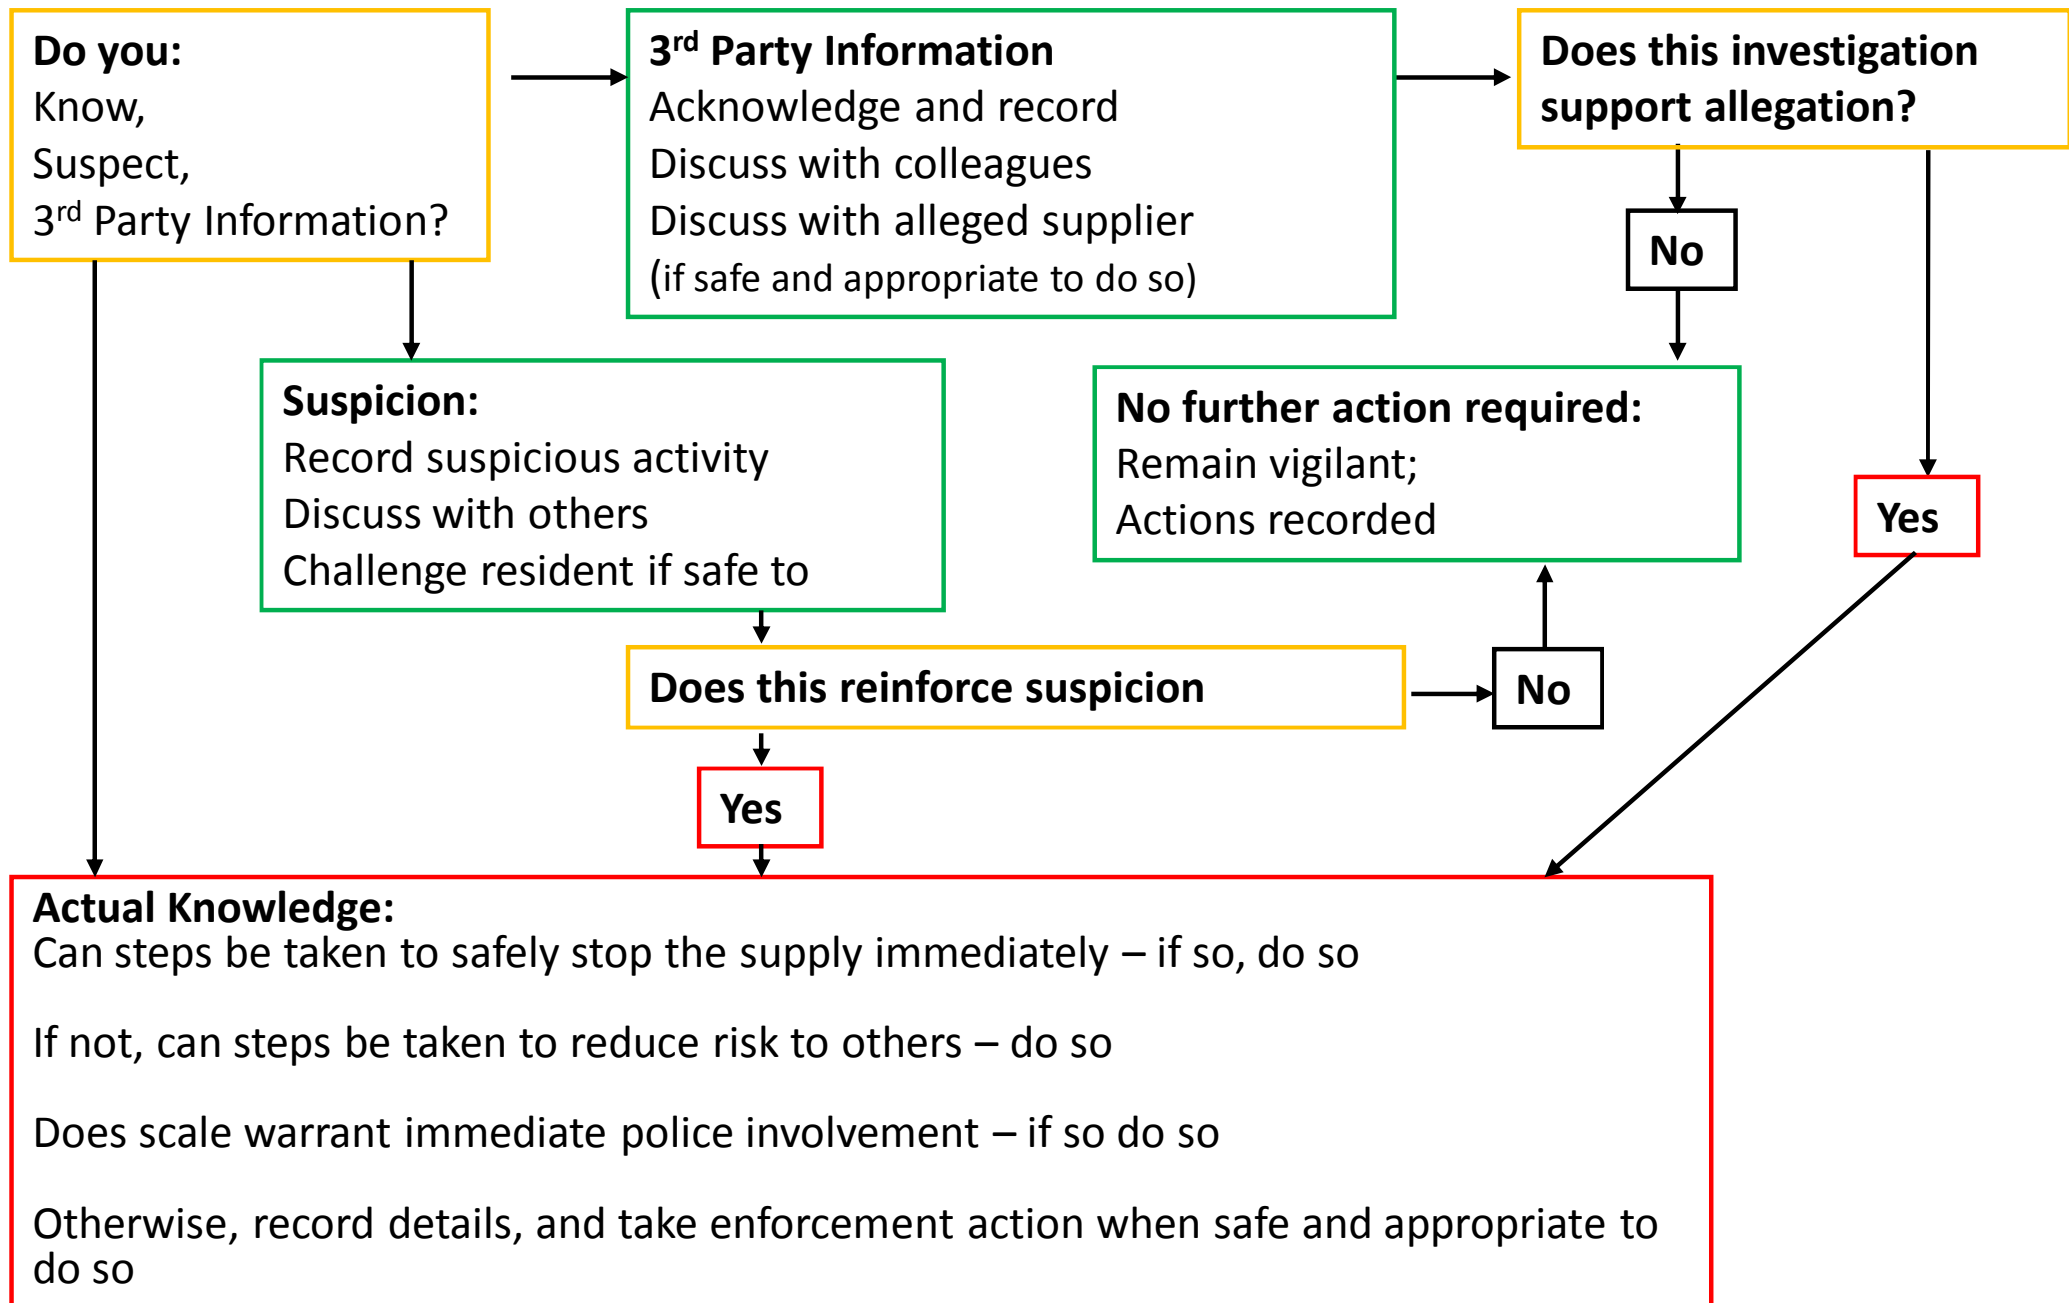 Do you:
Know,
Suspect,
3rd Party Information?
3rd Party Information
Acknowledge and record
Discuss with colleagues
Discuss with alleged supplier
(if safe and appropriate to do so)
Does this investigation
support allegation?
No
Suspicion:
Record suspicious activity
Discuss with others
Challenge resident if safe to
No further action required:
Remain vigilant;
Actions recorded
Yes
Does this reinforce suspicion
No
Yes
Actual Knowledge:
Can steps be taken to safely stop the supply immediately – if so, do so
If not, can steps be taken to reduce risk to others – do so
Does scale warrant immediate police involvement – if so do so
Otherwise, record details, and take enforcement action when safe and appropriate to
do so